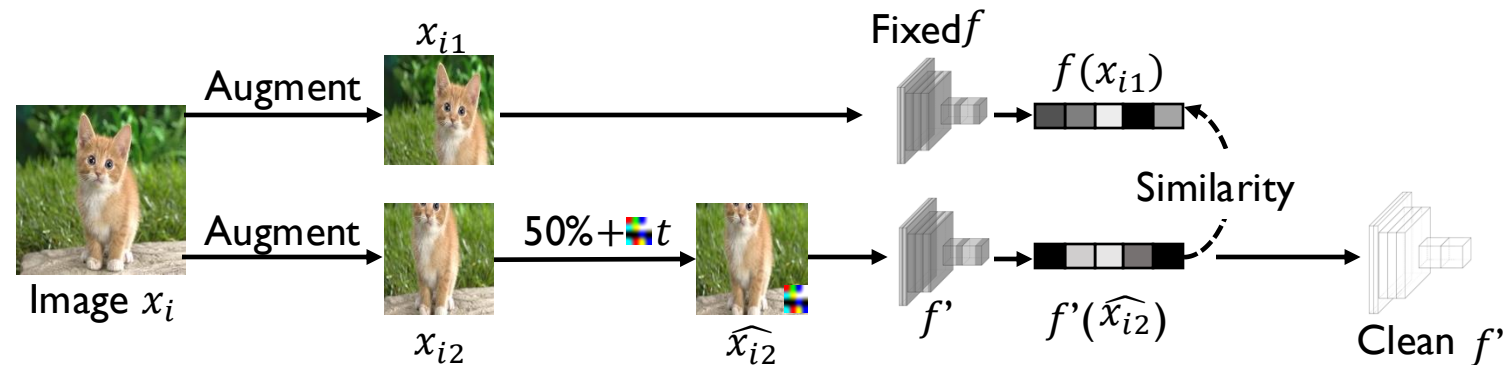 x_{i1}
Fixed f
Augment
f(x_{i1})
Similarity
Augment
50%+ t
Image x_i
x_{i2}
\widehat{x_{i2}}
f'
f'(\widehat{x_{i2}})
Clean f'